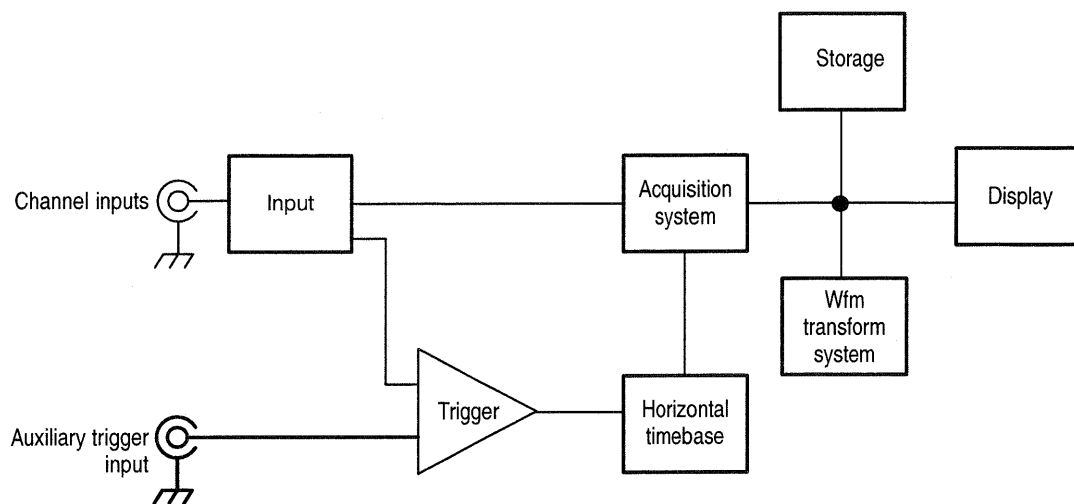 Storage
Channel inputs
Input
Acquisition
system
Display
Wfm
transform
system
Trigger
Horizontal
timebase
Auxiliary trigger
input